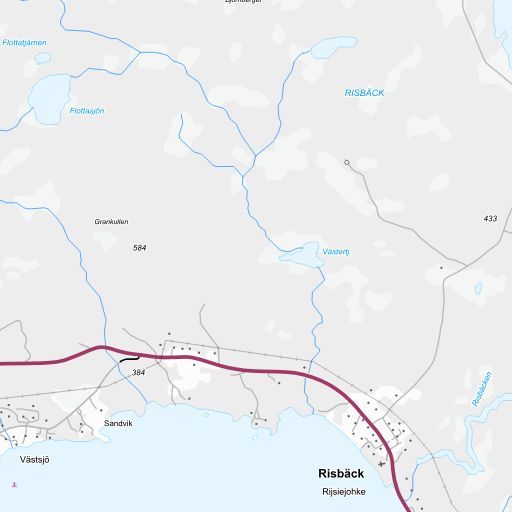 Flottatjärnen
RISBÄCK
Flottasjön
Grankullen
433
584
Västertj
384
Risbäcken
Sandvik
Västsjö
Risbäck
Rijsiejohke